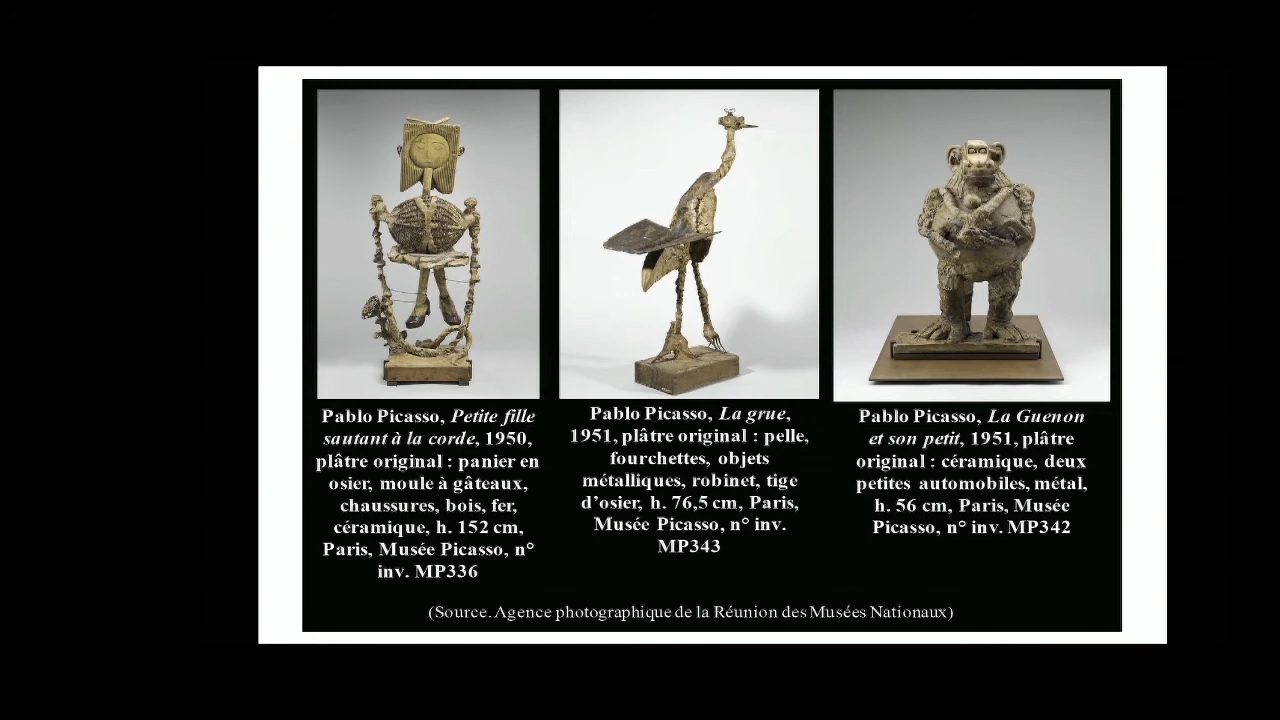 Pablo Picasso, Petite fille
sautant à la corde, 1950,
plâtre original : panier en
osier, moule à gâteaux,
chaussures, bois, fer,
céramique, h. 152 cm,
Paris, Musée Picasso, n°
inv. MP336
Pablo Picasso, La grue,
1951, plâtre original : pelle,
fourchettes, objets
métalliques, robinet, tige
d’osier, h. 76,5 cm, Paris,
Musée Picasso, n° inv.
MP343
Pablo Picasso, La Guenon
et son petit, 1951, plâtre
original : céramique, deux
petites automobiles, métal,
h. 56 cm, Paris, Musée
Picasso, n° inv. MP342
(Source. Agence photographique de la Réunion des Musées Nationaux)